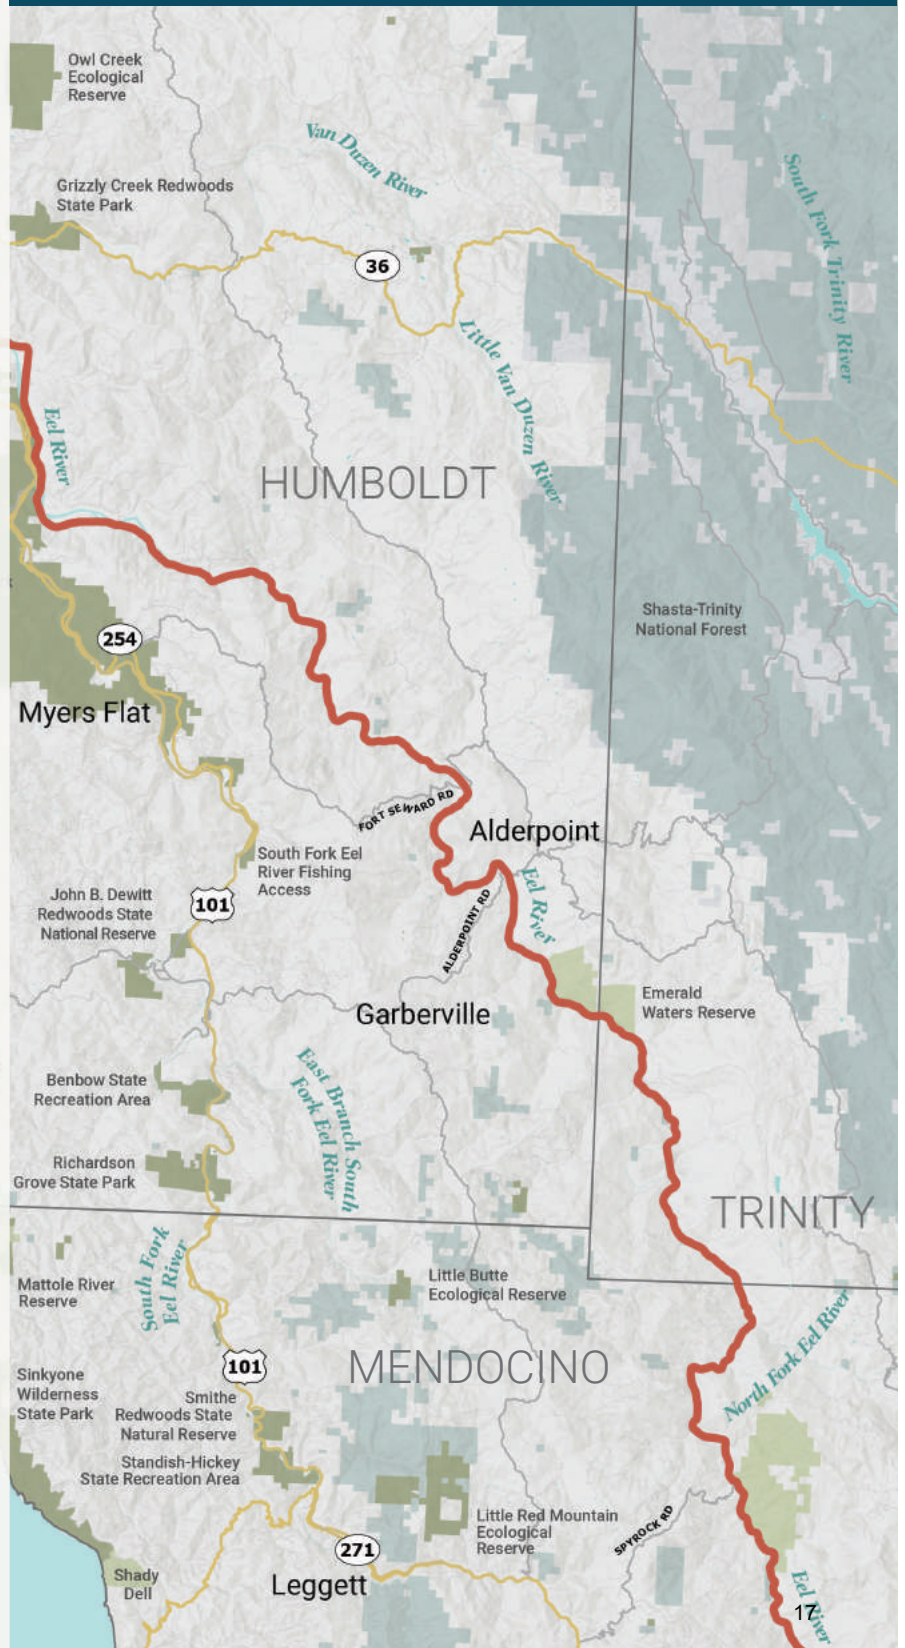 Owl Creek
Ecological
Reserve
Van Duzen River
South Fork Trinity River
Grizzly Creek Redwoods
State Park
36
Little Van Duzen River
Eel River
HUMBOLDT
Shasta-Trinity
National Forest
254
Myers Flat
FORT SEWARD RD
Alderpoint
South Fork Eel
River Fishing
Access
John B. Dewitt
Redwoods State
National Reserve
101
ALDERPOINT RD
Eel River
Emerald
Waters Reserve
Garberville
East Branch South
Fork Eel River
Benbow State
Recreation Area
Richardson
Grove State Park
TRINITY
South Fork
Eel River
Mattole River
Reserve
Little Butte
Ecological Reserve
North Fork Eel River
101
MENDOCINO
Sinkyone
Wilderness
State Park
Smithe
Redwoods State
Natural Reserve
Standish-Hickey
State Recreation Area
Little Red Mountain
Ecological
Reserve
SPYROCK RD
271
Shady
Dell
Leggett
Eel River
17